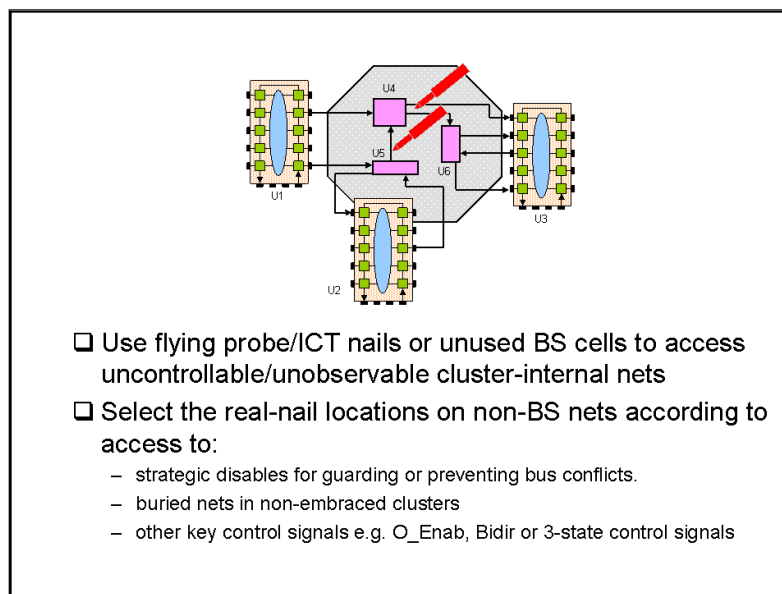 U4
U5
U6
U1
U3
U2
❑ Use flying probe/ICT nails or unused BS cells to access
uncontrollable/unobservable cluster-internal nets
❑ Select the real-nail locations on non-BS nets according to
access to:
– strategic disables for guarding or preventing bus conflicts.
– buried nets in non-embraced clusters
– other key control signals e.g. O_Enab, Bidir or 3-state control signals